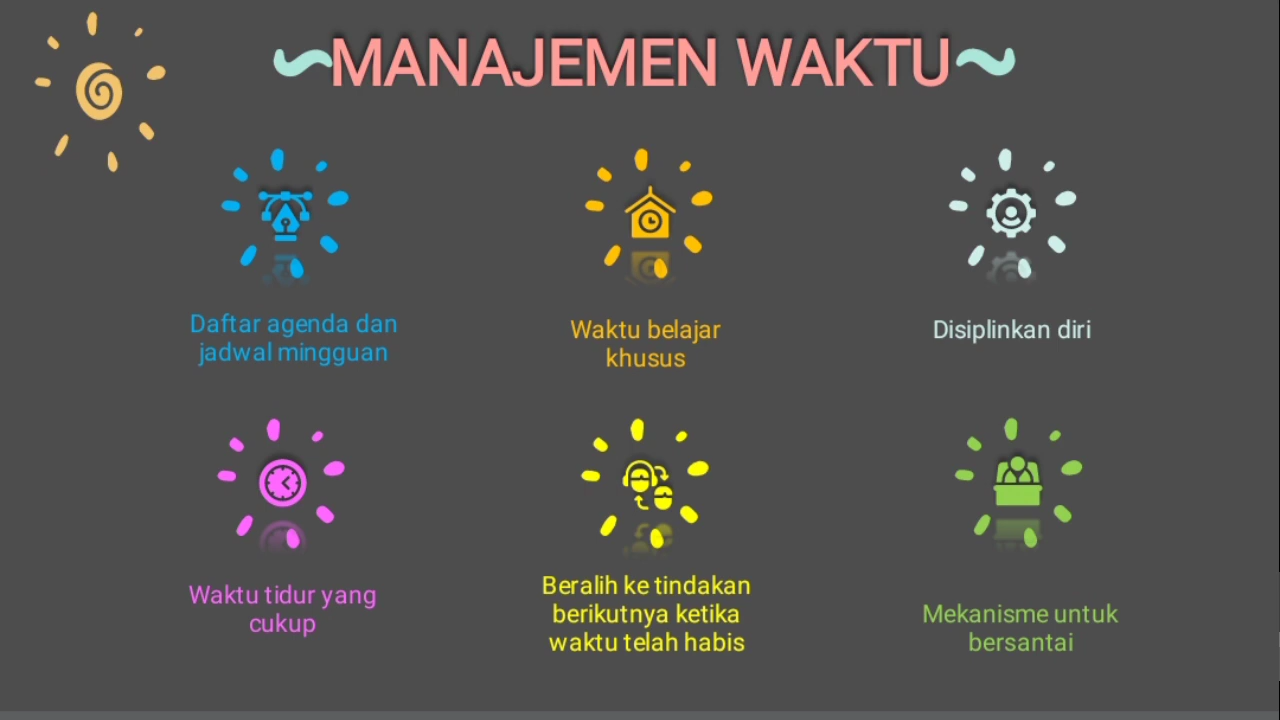 MANAJEMEN WAKTU
Daftar agenda dan
jadwal mingguan
Waktu belajar
khusus
Disiplinkan diri
Waktu tidur yang
cukup
Beralih ke tindakan
berikutnya ketika
waktu telah habis
Mekanisme untuk
bersantai